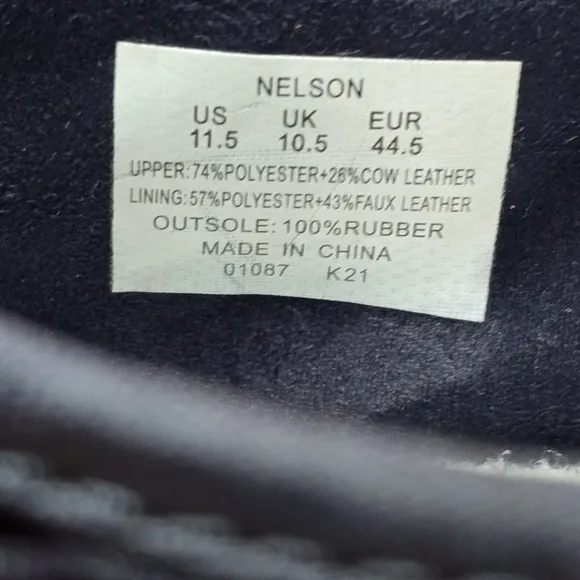 NELSON
US UK EUR
11.5 10.5 44.5
UPPER:74%POLYESTER+26%COW LEATHER
LINING:57%POLYESTER+43%FAUX LEATHER
OUTSOLE: 100%RUBBER
MADE IN CHINA
01087 K21